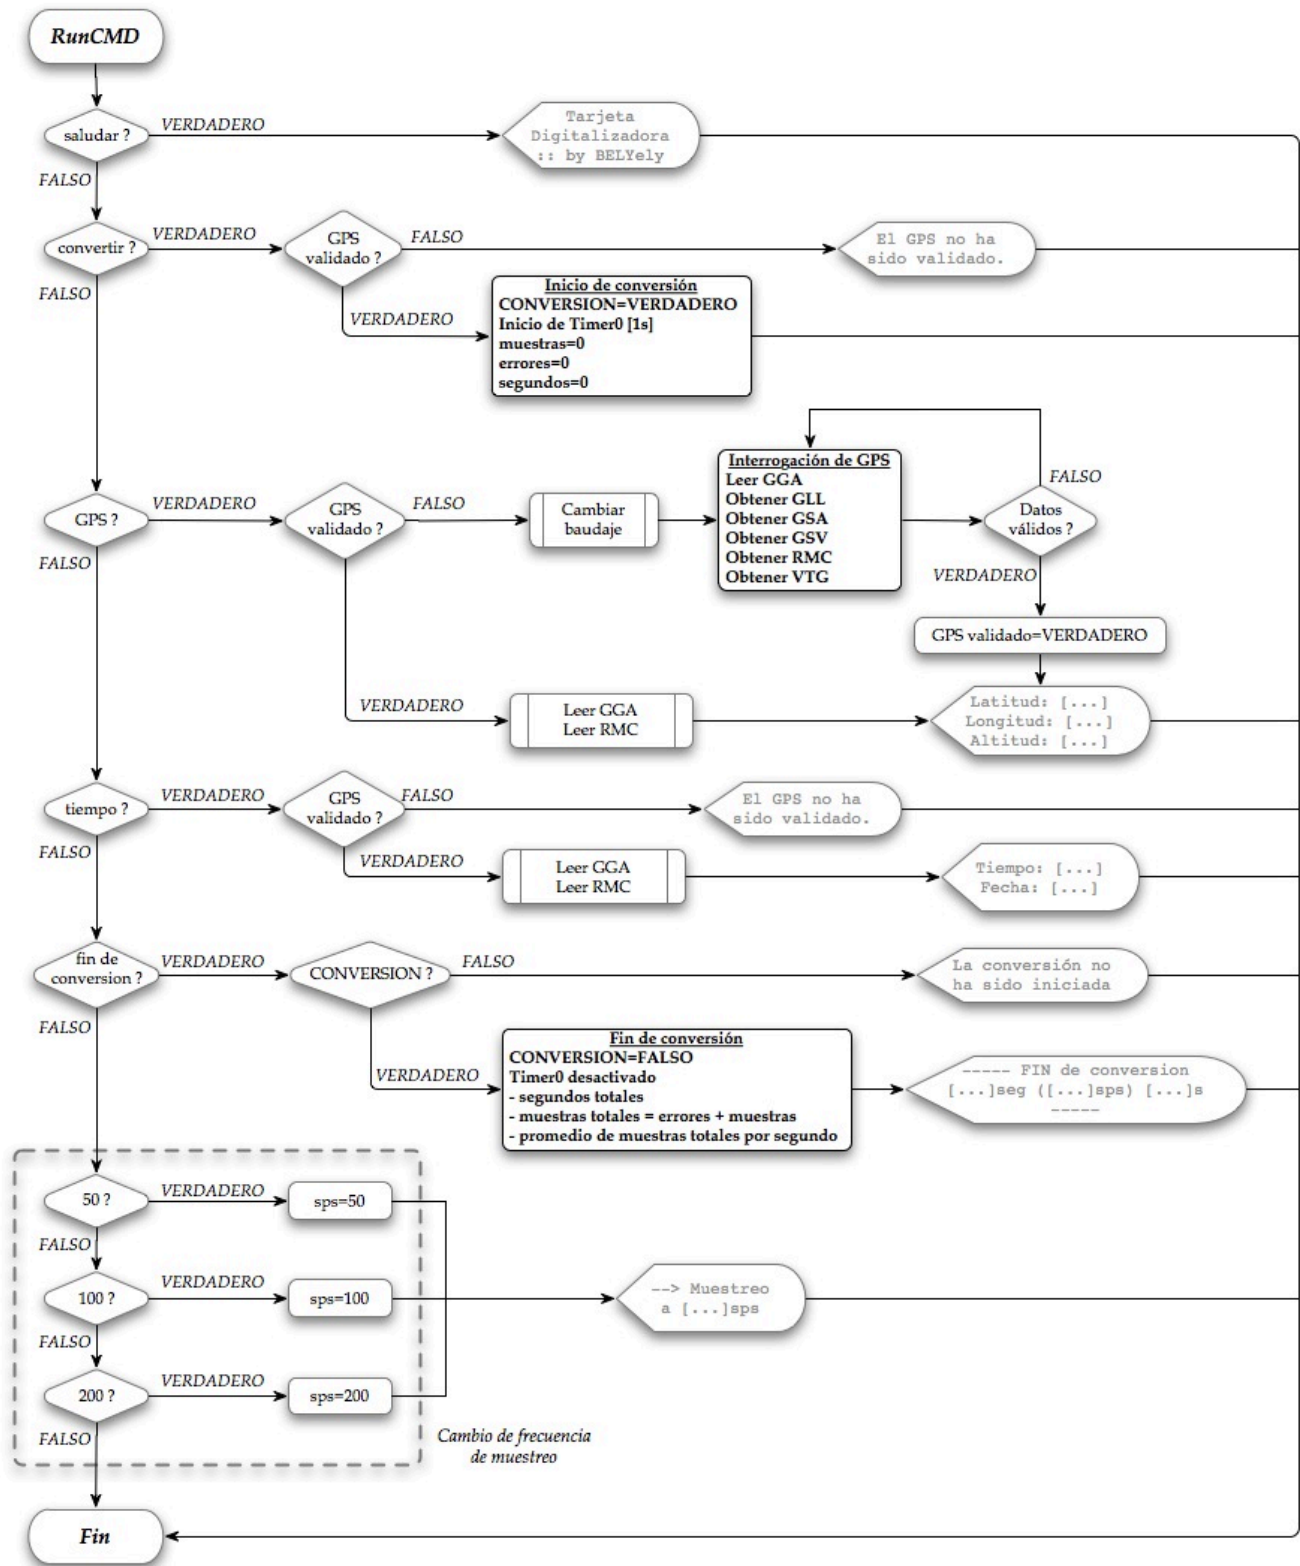 RunCMD
saludar ?
VERDADERO
Tarjeta
Digitalizadora
:: by BELYely
FALSO
convertir ?
VERDADERO
GPS
validado ?
FALSO
El GPS no ha
sido validado.
FALSO
VERDADERO
Inicio de conversión
CONVERSION=VERDADERO
Inicio de Timer0 [1s]
muestras=0
errores=0
segundos=0
GPS ?
VERDADERO
GPS
validado ?
FALSO
Cambiar
baudaje
Interrogación de GPS
Leer GGA
Obtener GLL
Obtener GSA
Obtener GSV
Obtener RMC
Obtener VTG
Datos
válidos ?
FALSO
VERDADERO
GPS validado=VERDADERO
FALSO
VERDADERO
Leer GGA
Leer RMC
Latitud: [...]
Longitud: [...]
Altitud: [...]
tiempo ?
VERDADERO
GPS
validado ?
FALSO
El GPS no ha
sido validado.
FALSO
VERDADERO
Leer GGA
Leer RMC
Tiempo: [...]
Fecha: [...]
fin de
conversion ?
VERDADERO
CONVERSION ?
FALSO
La conversión no
ha sido iniciada
FALSO
VERDADERO
Fin de conversión
CONVERSION=FALSO
Timer0 desactivado
- segundos totales
- muestras totales = errores + muestras
- promedio de muestras totales por segundo
----- FIN de conversion
[...]seg ([...]sps) [...]s
-----
50 ?
VERDADERO
sps=50
FALSO
100 ?
VERDADERO
sps=100
--> Muestreo
a [...]sps
FALSO
200 ?
VERDADERO
sps=200
FALSO
Cambio de frecuencia
de muestreo
Fin